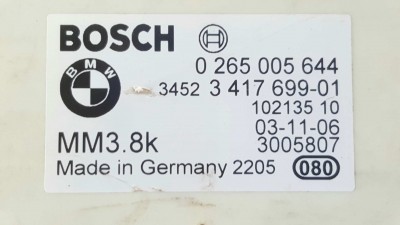 BOSCH
BMW
0 265 005 644
3452 3 417 699-01
102135 10
03-11-06
MM3.8k 3005807
Made in Germany 2205 080